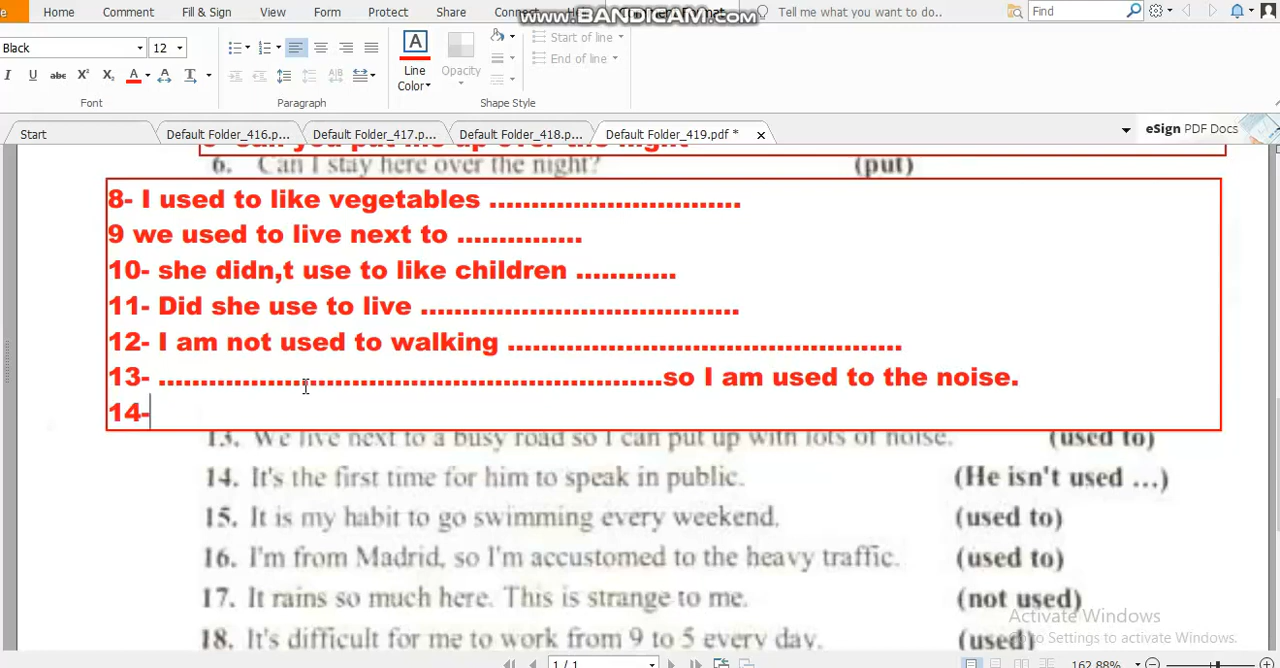 Home Comment Fill & Sign View Form Protect Share
www.BANDICAM.com
Tell me what you want to do..
Find
Black 12
I U abc X² X₂ A A T
Line Color
Opacity
Start of line
End of line
Font Paragraph Shape Style
Start
Default Folder_416.p...
Default Folder_417.p...
Default Folder_418.p...
Default Folder_419.pdf *
eSign PDF Docs
6. Can I stay here over the night? (put)
8- I used to like vegetables ..............................
9 we used to live next to ...............
10- she didn,t use to like children ............
11- Did she use to live ......................................
12- I am not used to walking ...............................................
13- ............................................................so I am used to the noise.
14-
13. We live next to a busy road so I can put up with lots of noise. (used to)
14. It's the first time for him to speak in public. (He isn't used ...)
15. It is my habit to go swimming every weekend. (used to)
16. I'm from Madrid, so I'm accustomed to the heavy traffic. (used to)
17. It rains so much here. This is strange to me. (not used)
18. It's difficult for me to work from 9 to 5 every day. (used)
Activate Windows
Go to Settings to activate Windows.
1 / 1
162.88%